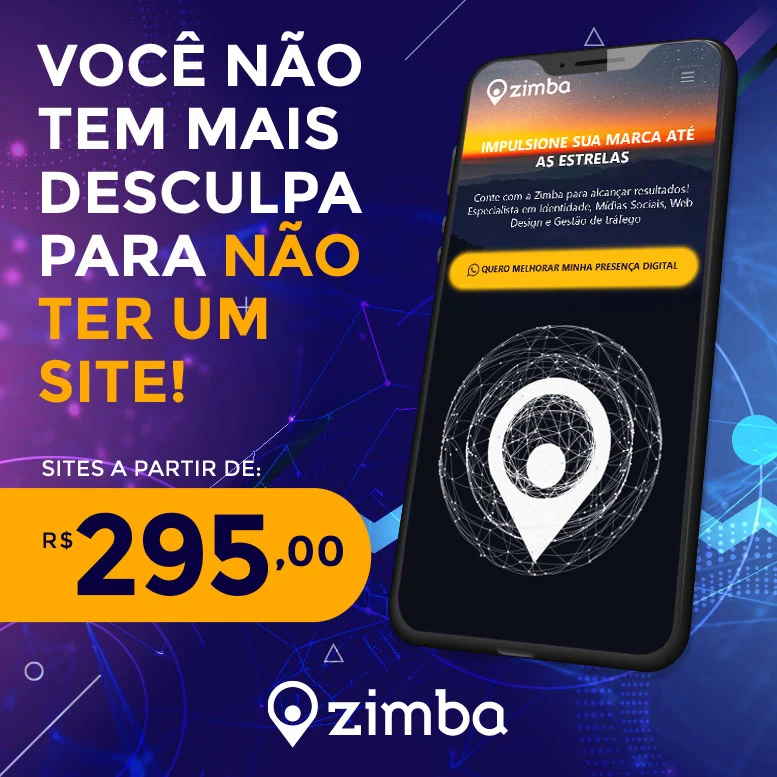 VOCÊ NÃO
TEM MAIS
DESCULPA
PARA NÃO
TER UM
SITE!
SITES A PARTIR DE:
R$295,00
zimba
IMPULSIONE SUA MARCA ATÉ
AS ESTRELAS
Conte com a Zimba para alcançar resultados!
Especialista em Identidade, Mídias Sociais, Web
Design e Gestão de tráfego
QUERO MELHORAR MINHA PRESENÇA DIGITAL
zimba